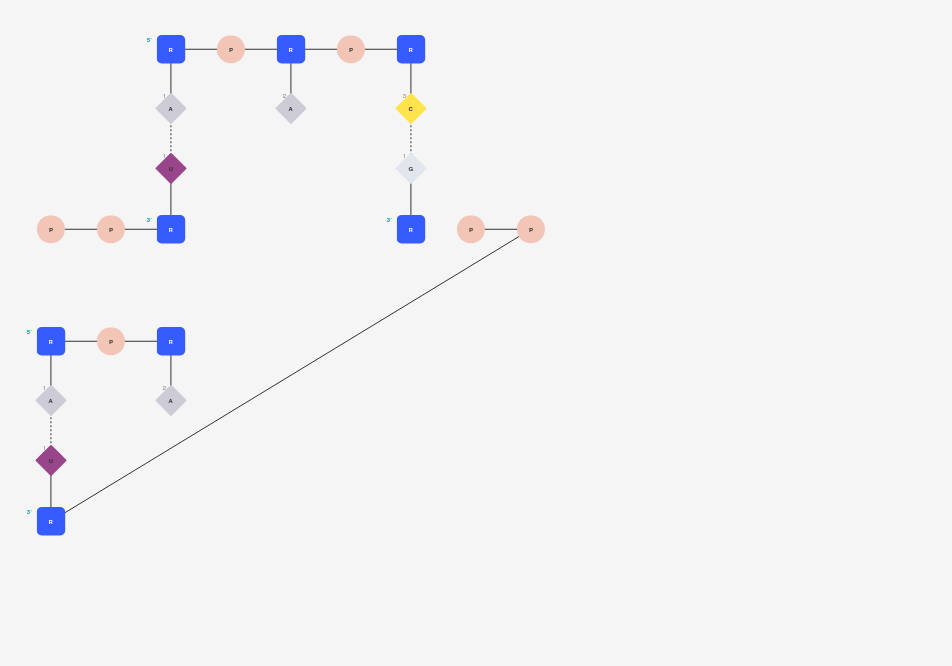 5'
R P R P R
1 2 3
A A C
1 1
U G
3' 3'
P P R R P P
5'
R P R
1 2
A A
U
3'
R